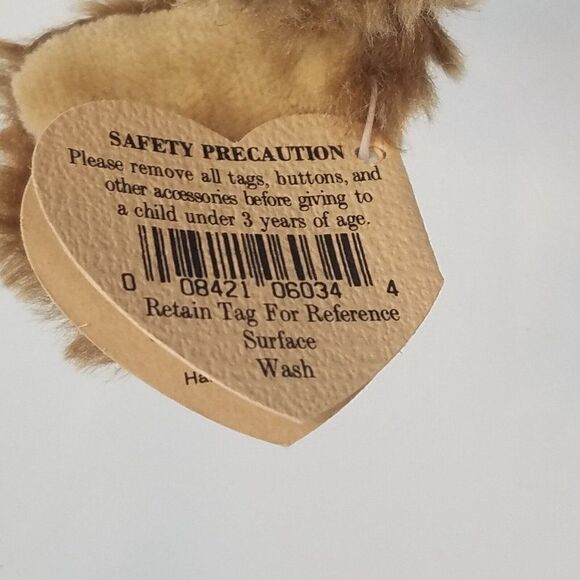 SAFETY PRECAUTION
Please remove all tags, buttons, and
other accessories before giving to
a child under 3 years of age.
0 08421 06034 4
Retain Tag For Reference
Surface
Wash